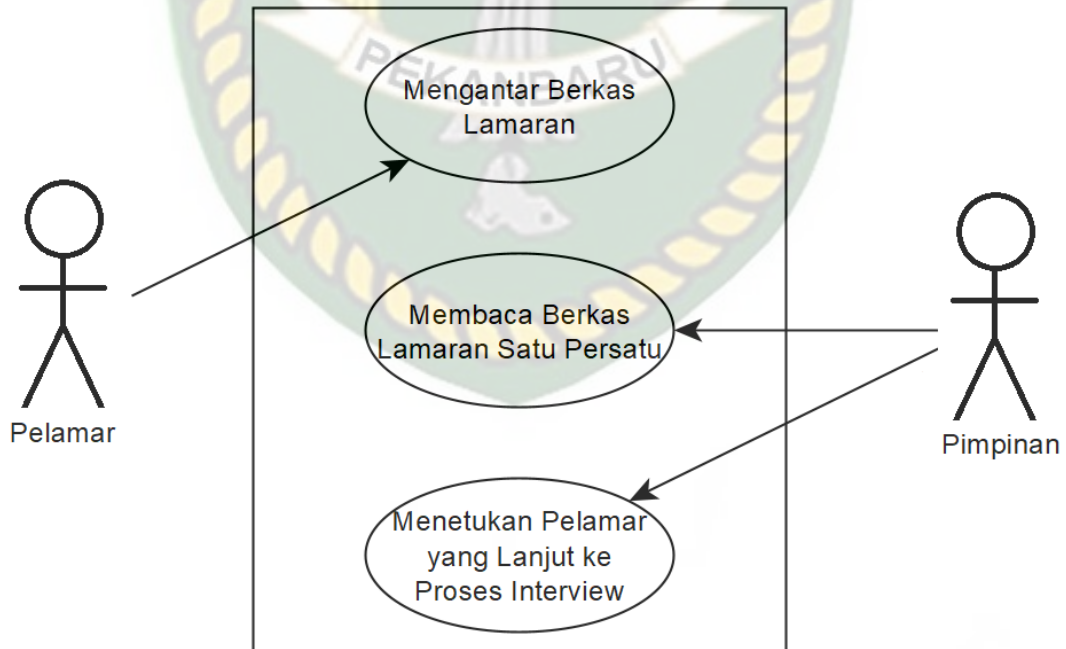 PEKANBARU
Mengantar Berkas
Lamaran
Membaca Berkas
Lamaran Satu Persatu
Pelamar
Pimpinan
Menetukan Pelamar
yang Lanjut ke
Proses Interview